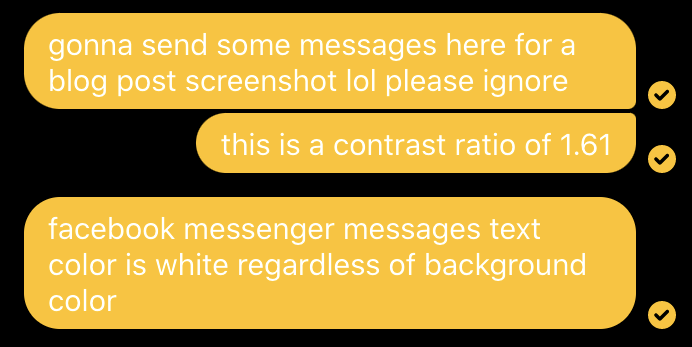 gonna send some messages here for a
blog post screenshot lol please ignore
this is a contrast ratio of 1.61
facebook messenger messages text
color is white regardless of background
color